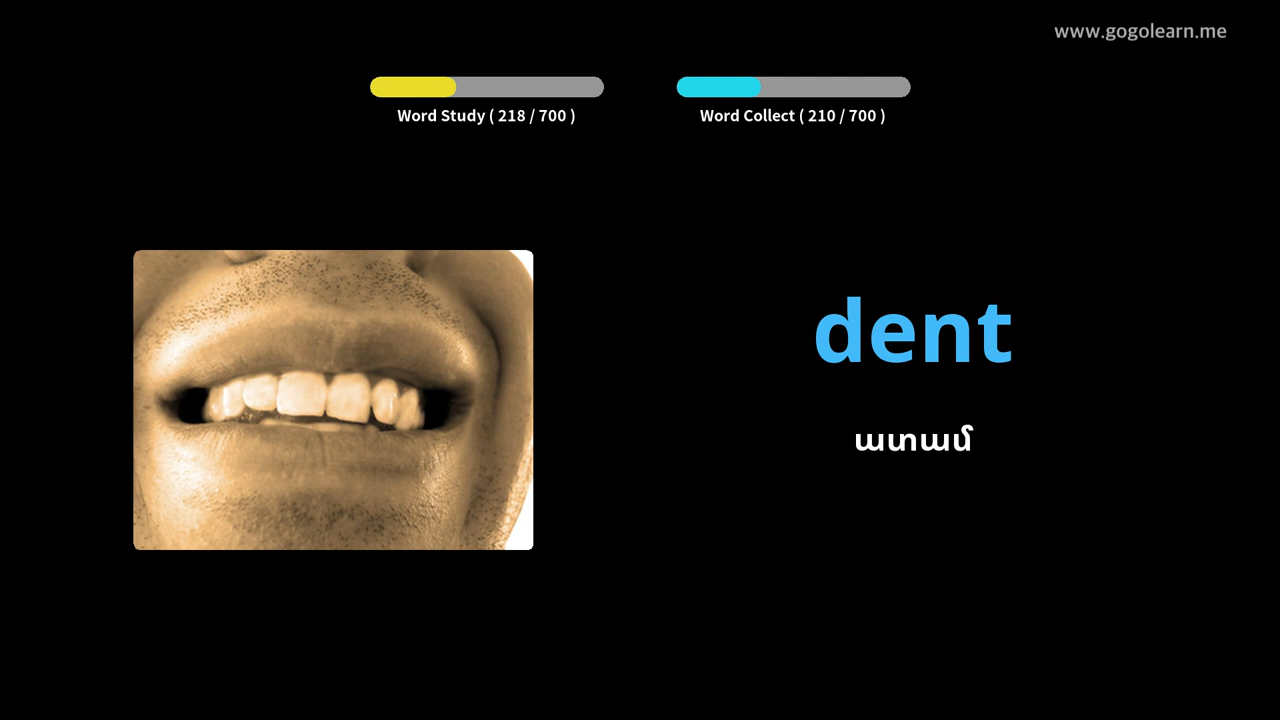 www.gogolearn.me
Word Study ( 218 / 700 )
Word Collect ( 210 / 700 )
dent
ատամ